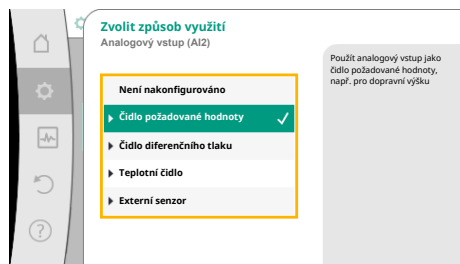 Zvolit způsob využití
Analogový vstup (AI2)
Není nakonfigurováno
Čidlo požadované hodnoty
Čidlo diferenčního tlaku
Teplotní čidlo
Externí senzor
Použít analogový vstup jako
čidlo požadované hodnoty,
např. pro dopravní výšku
?